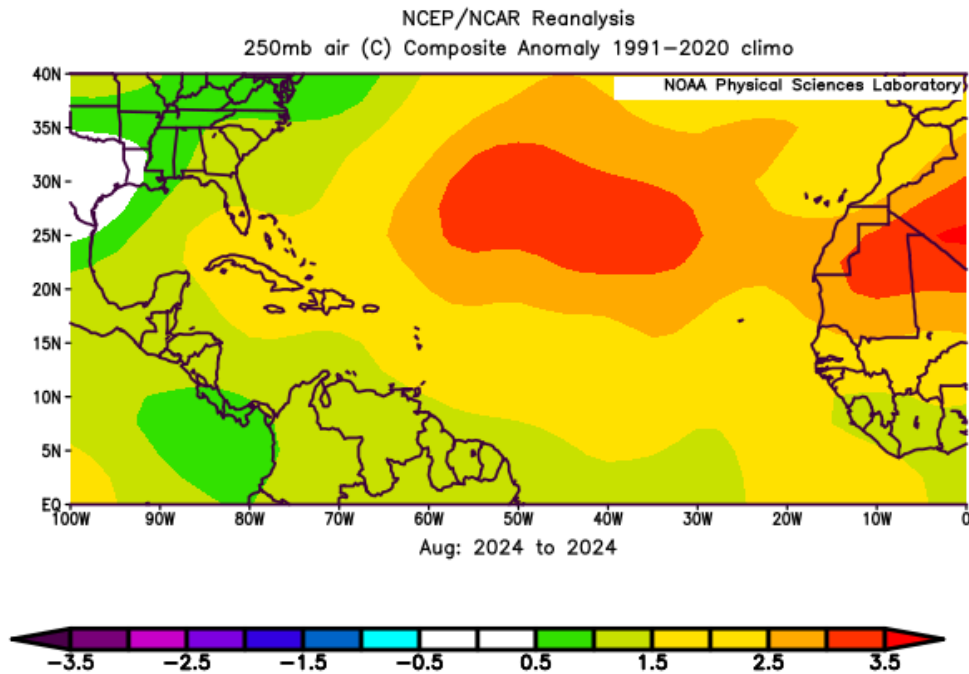 NCEP/NCAR Reanalysis
250mb air (C) Composite Anomaly 1991−2020 climo
NOAA Physical Sciences Laboratory
40N
35N
30N
25N
20N
15N
10N
5N
EQ
100W 90W 80W 70W 60W 50W 40W 30W 20W 10W 0
Aug: 2024 to 2024
−3.5 −2.5 −1.5 −0.5 0.5 1.5 2.5 3.5